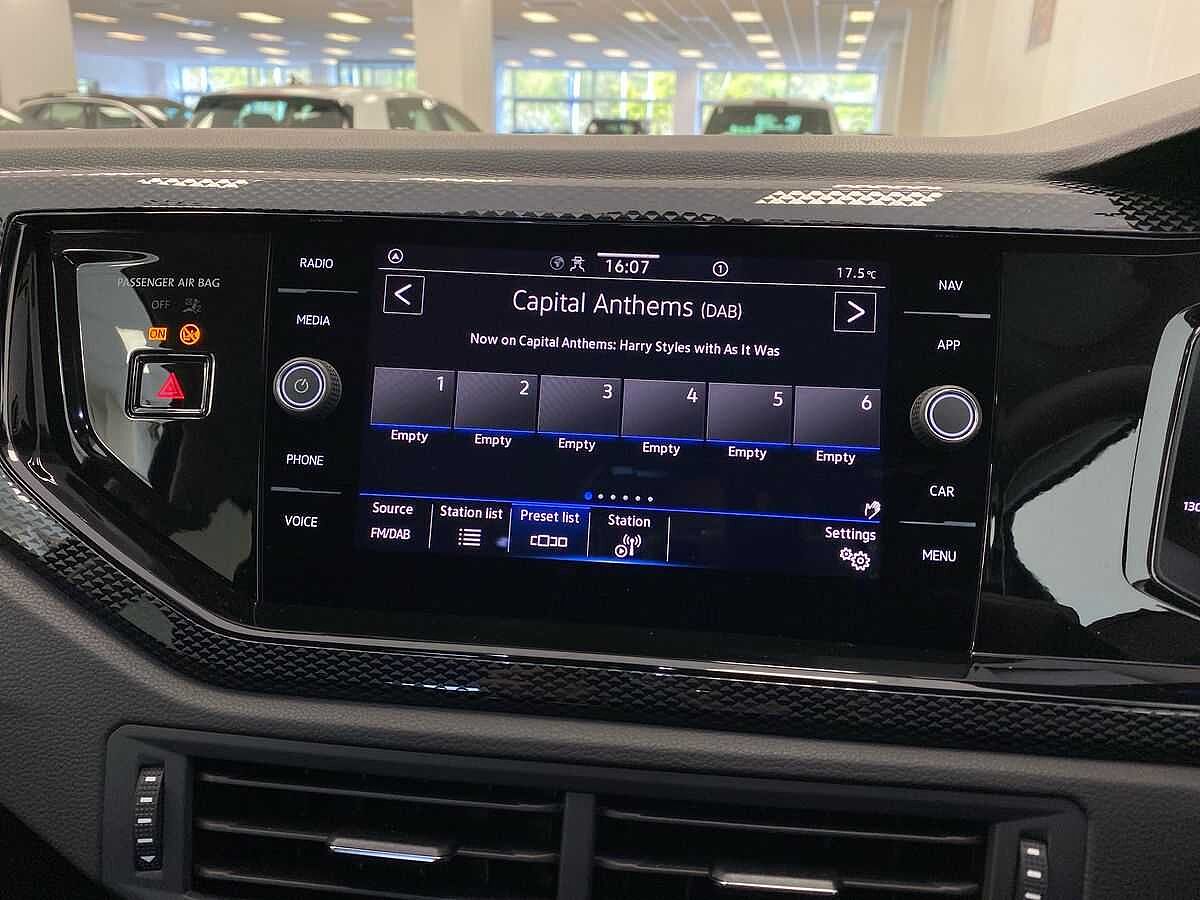 PASSENGER AIR BAG
OFF
ON
RADIO
MEDIA
PHONE
VOICE
16:07
1
17.5°C
<
Capital Anthems (DAB)
>
Now on Capital Anthems: Harry Styles with As It Was
1 2 3 4 5 6
Empty Empty Empty Empty Empty Empty
Source Station list Preset list Station Settings
FM/DAB
NAV
APP
CAR
MENU
130